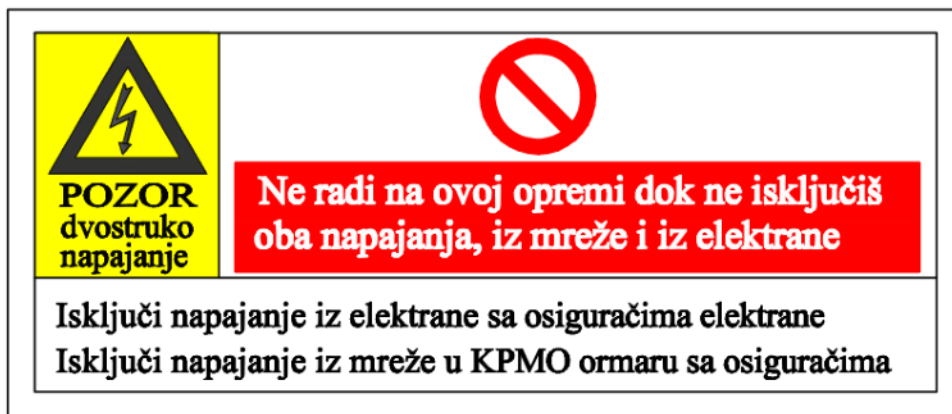 POZOR
dvostruko
napajanje
Ne radi na ovoj opremi dok ne isključiš
oba napajanja, iz mreže i iz elektrane
Isključi napajanje iz elektrane sa osiguračima elektrane
Isključi napajanje iz mreže u KPMO ormaru sa osiguračima